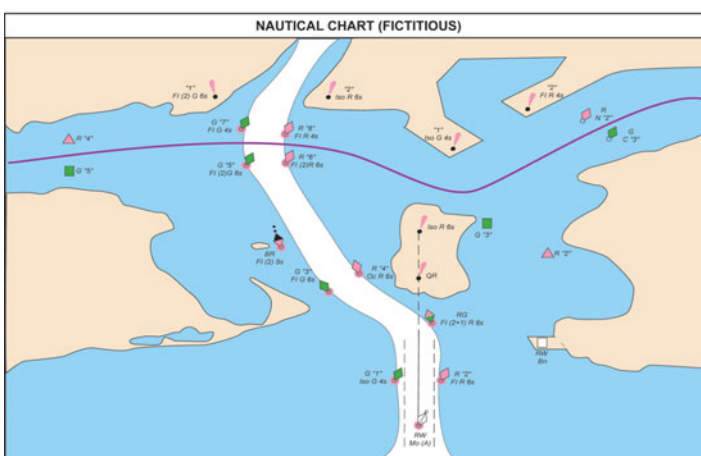 NAUTICAL CHART (FICTITIOUS)
"1"
Fl (2) G 6s
"2"
Iso R 6s
"2"
Fl R 4s
R
N "2"
G "7"
Fl G 4s
R "8"
Fl R 4s
G
C "3"
R "4"
"1"
Iso G 4s
G "5"
G "5"
Fl (2)G 6s
R "6"
Fl (2)R 6s
Iso R 6s
G "3"
BR
Fl (2) 5s
R "2"
G "3"
Fl G 6s
R "4"
Oc R 6s
QR
RG
Fl (2+1) R 6s
RW
Bn
G "1"
Iso G 4s
R "2"
Fl R 6s
RW
Mo (A)